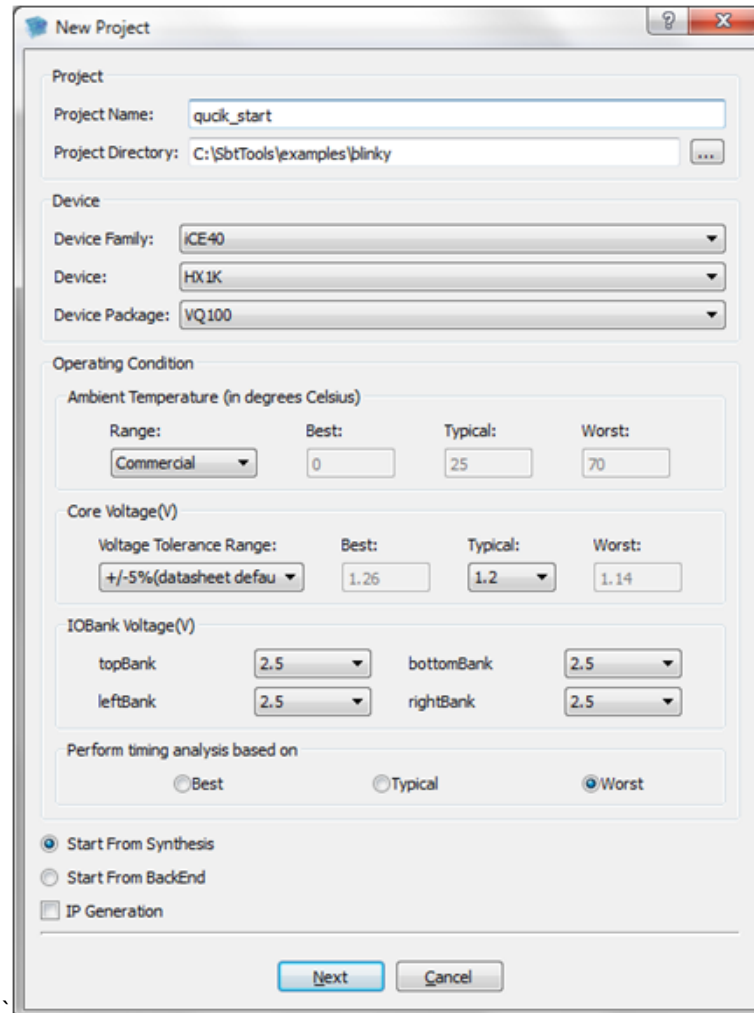 New Project
Project
Project Name: qucik_start
Project Directory: C:\SbtTools\examples\blinky ...
Device
Device Family: iCE40
Device: HX1K
Device Package: VQ100
Operating Condition
Ambient Temperature (in degrees Celsius)
Range: Best: Typical: Worst:
Commercial 0 25 70
Core Voltage(V)
Voltage Tolerance Range: Best: Typical: Worst:
+/-5%(datasheet defau 1.26 1.2 1.14
IOBank Voltage(V)
topBank 2.5 bottomBank 2.5
leftBank 2.5 rightBank 2.5
Perform timing analysis based on
Best Typical Worst
Start From Synthesis
Start From BackEnd
IP Generation
Next Cancel
`